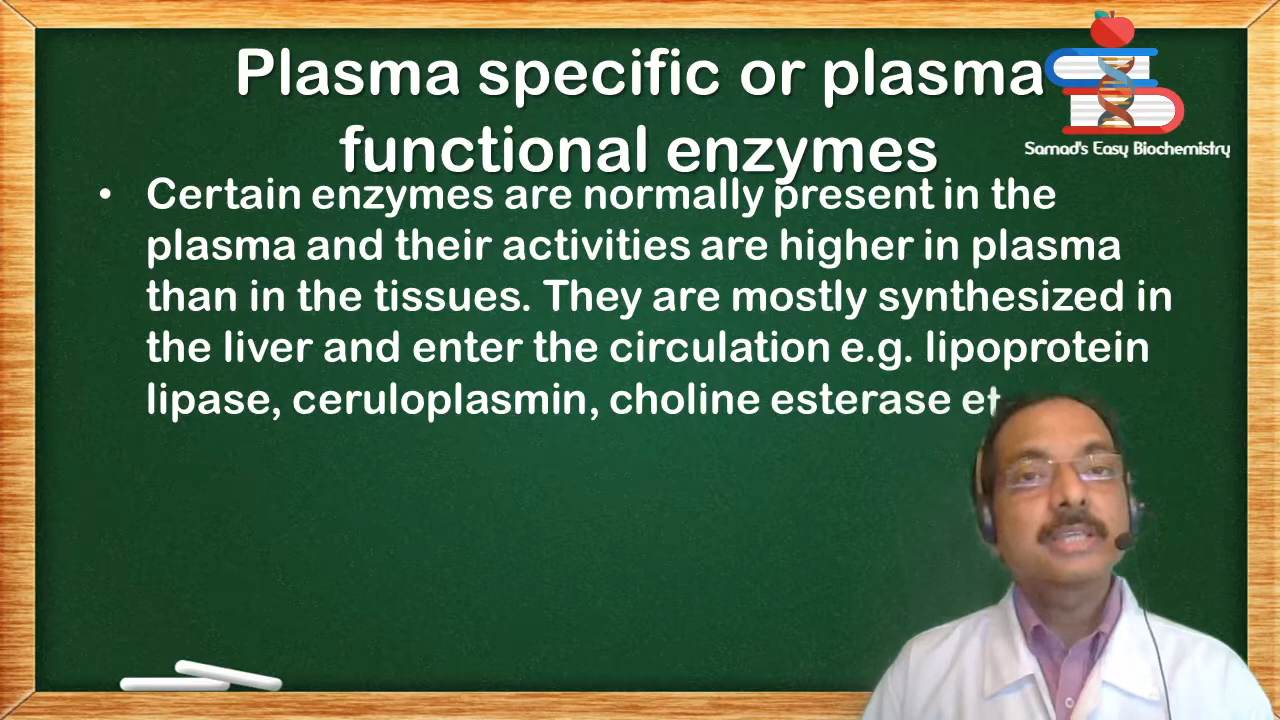 Plasma specific or plasma
functional enzymes
Samad's Easy Biochemistry
• Certain enzymes are normally present in the
plasma and their activities are higher in plasma
than in the tissues. They are mostly synthesized in
the liver and enter the circulation e.g. lipoprotein
lipase, ceruloplasmin, choline esterase et